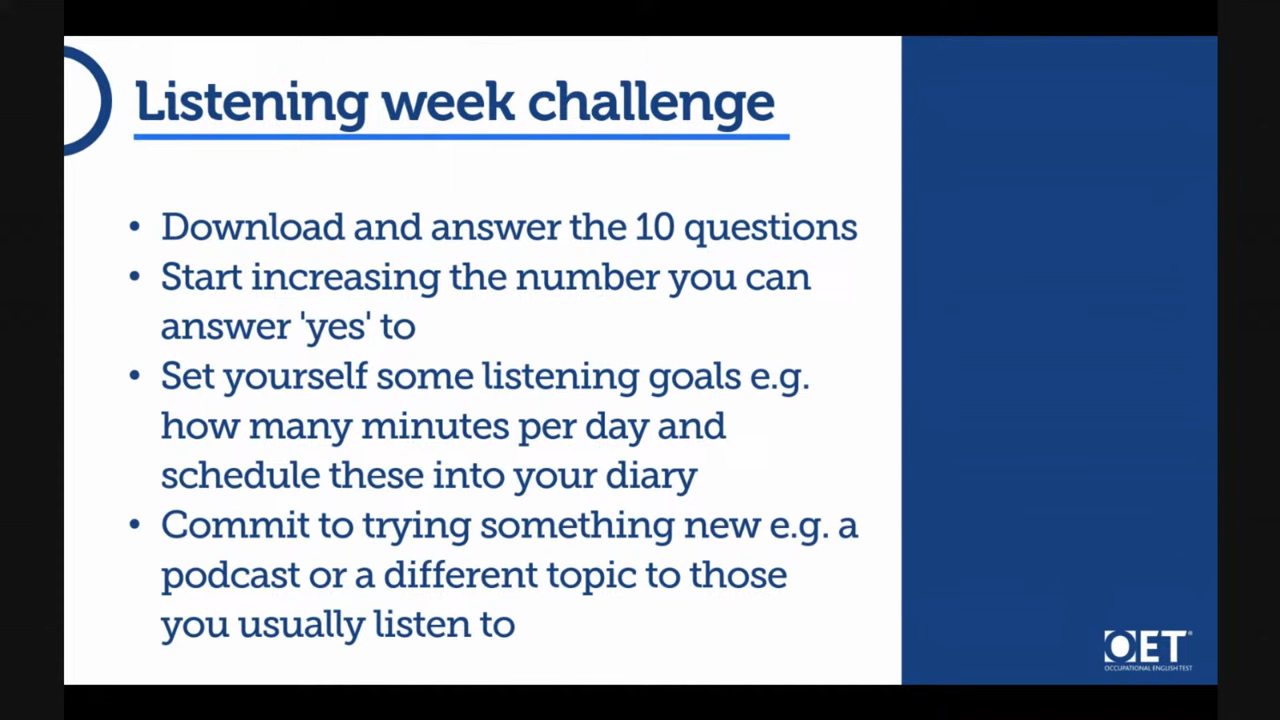 Listening week challenge
• Download and answer the 10 questions
• Start increasing the number you can
answer 'yes' to
• Set yourself some listening goals e.g.
how many minutes per day and
schedule these into your diary
• Commit to trying something new e.g. a
podcast or a different topic to those
you usually listen to
OET®
OCCUPATIONAL ENGLISH TEST